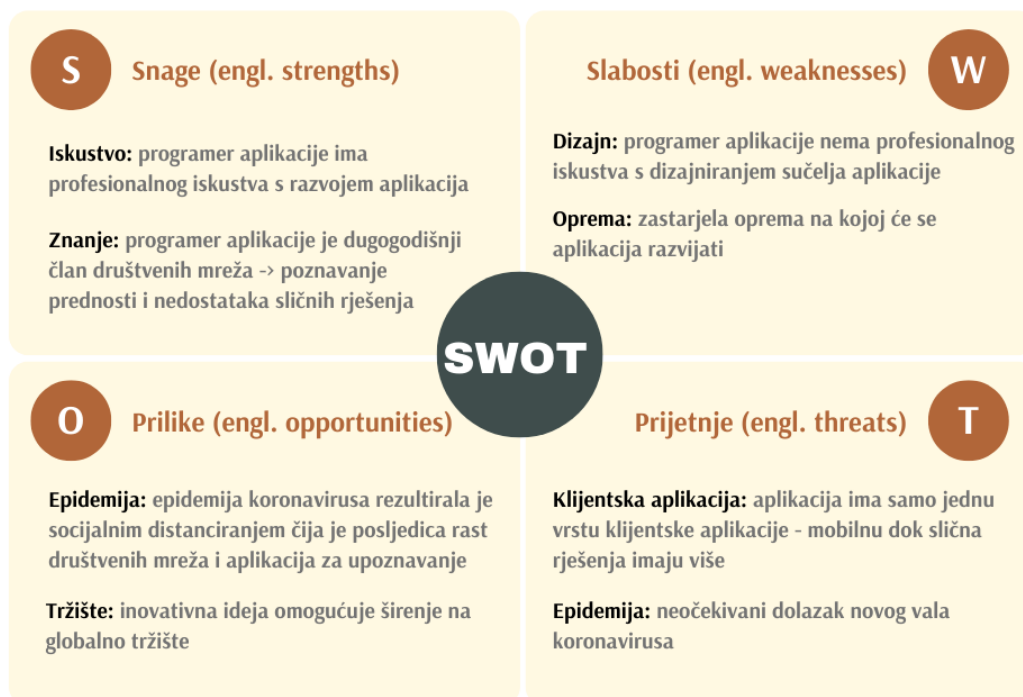 S
Snage (engl. strengths)
Iskustvo: programer aplikacije ima
profesionalnog iskustva s razvojem aplikacija
Znanje: programer aplikacije je dugogodišnji
član društvenih mreža -> poznavanje
prednosti i nedostataka sličnih rješenja
Slabosti (engl. weaknesses)
W
Dizajn: programer aplikacije nema profesionalnog
iskustva s dizajniranjem sučelja aplikacije
Oprema: zastarjela oprema na kojoj će se
aplikacija razvijati
SWOT
O
Prilike (engl. opportunities)
Epidemija: epidemija koronavirusa rezultirala je
socijalnim distanciranjem čija je posljedica rast
društvenih mreža i aplikacija za upoznavanje
Tržište: inovativna ideja omogućuje širenje na
globalno tržište
Prijetnje (engl. threats)
T
Klijentska aplikacija: aplikacija ima samo jednu
vrstu klijentske aplikacije - mobilnu dok slična
rješenja imaju više
Epidemija: neočekivani dolazak novog vala
koronavirusa